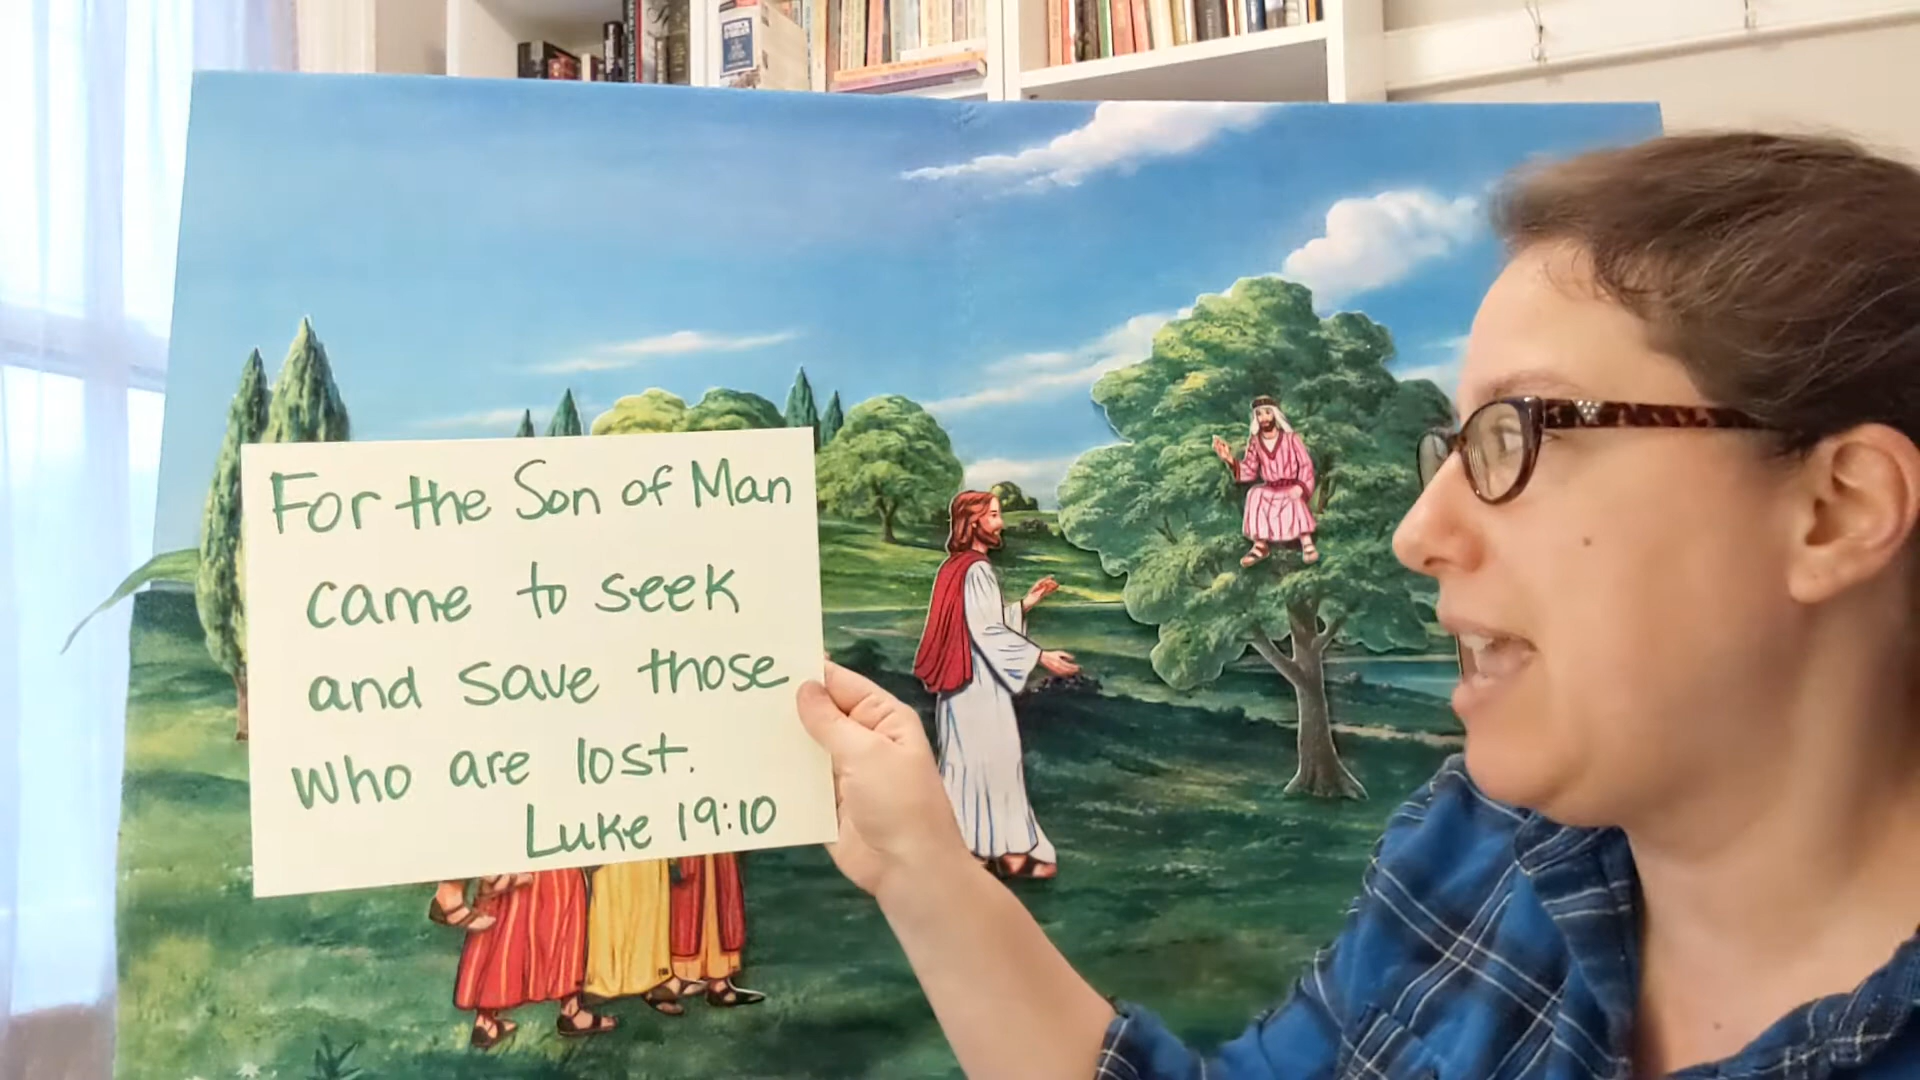 For the Son of Man
came to seek
and save those
who are lost.
Luke 19:10